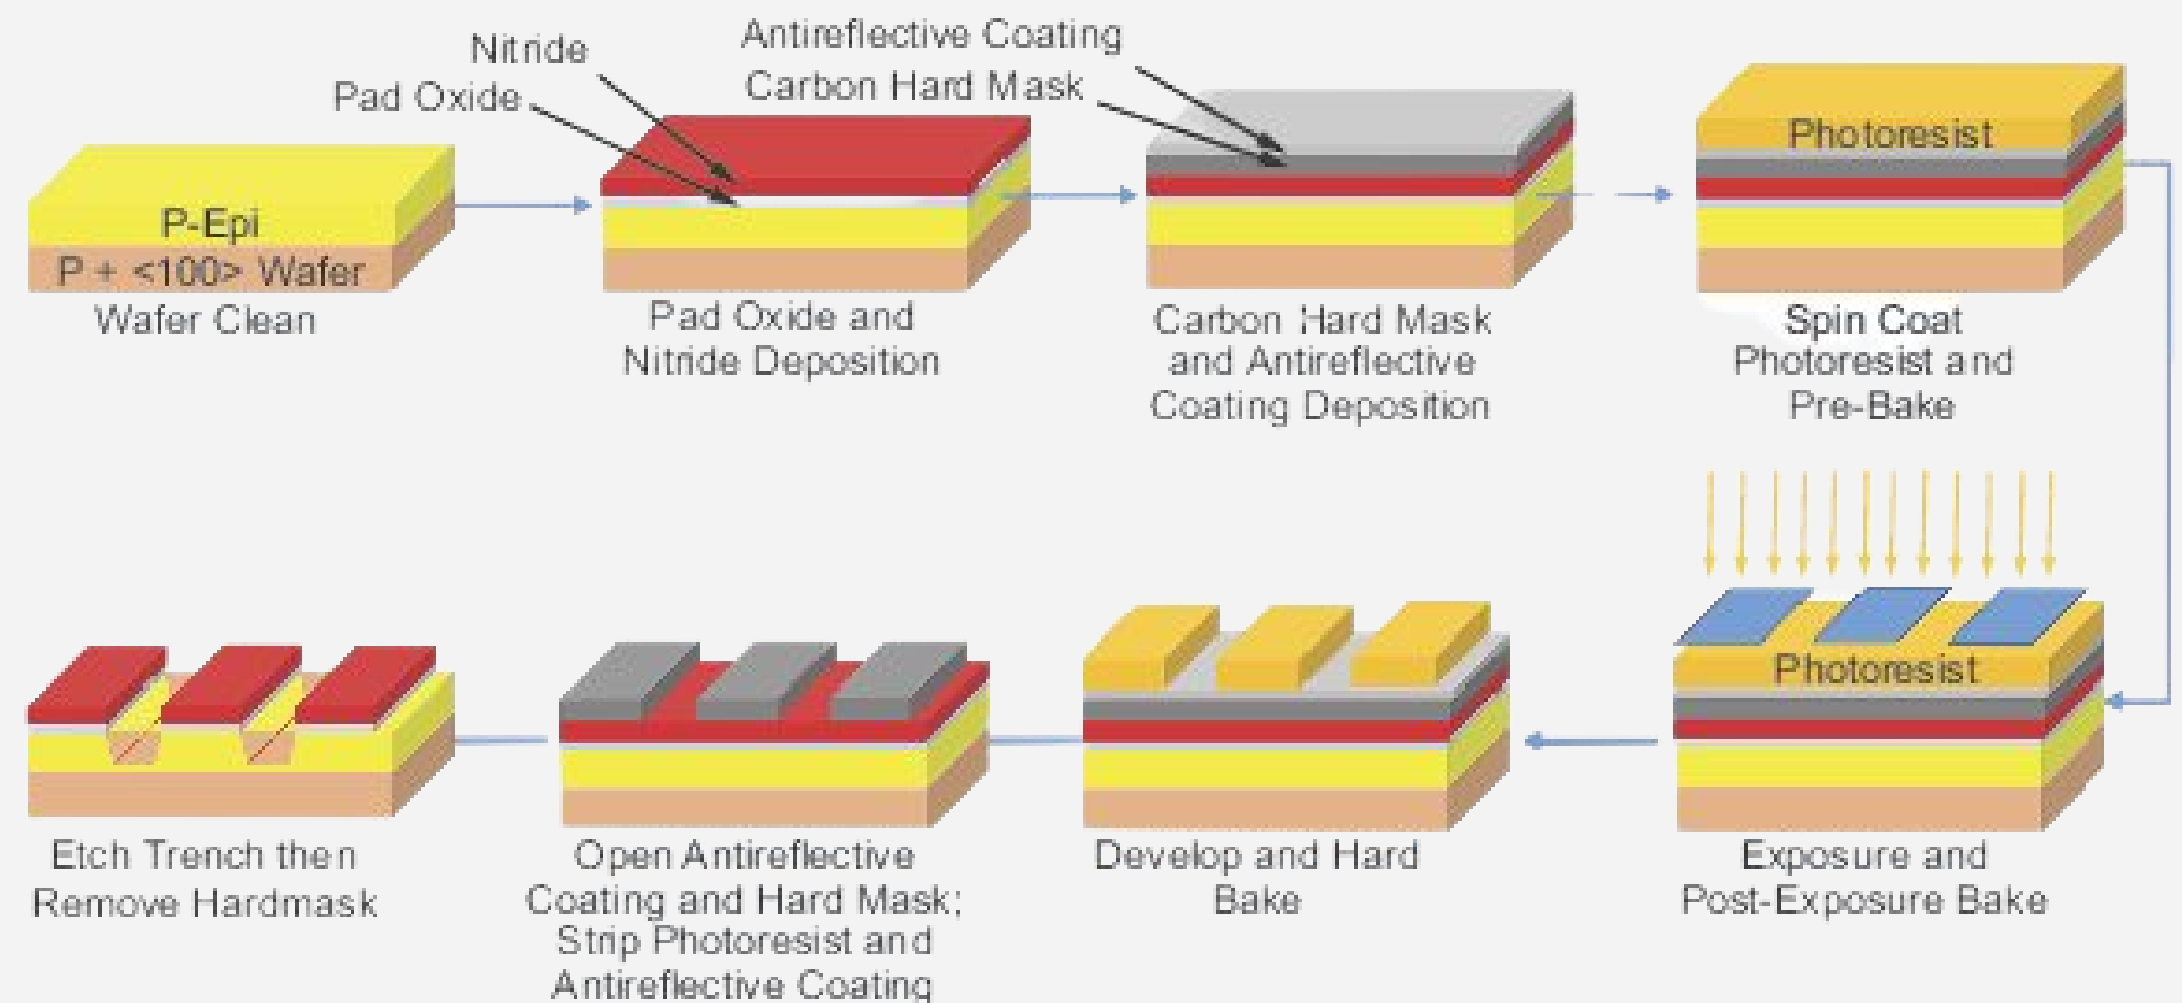 Nitride
Pad Oxide
Antireflective Coating
Carbon Hard Mask
P-Epi
P + <100> Wafer
Wafer Clean
Pad Oxide and
Nitride Deposition
Carbon Hard Mask
and Antireflective
Coating Deposition
Photoresist
Spin Coat
Photoresist and
Pre-Bake
Photoresist
Exposure and
Post-Exposure Bake
Develop and Hard
Bake
Open Antireflective
Coating and Hard Mask;
Strip Photoresist and
Antireflective Coating
Etch Trench then
Remove Hardmask